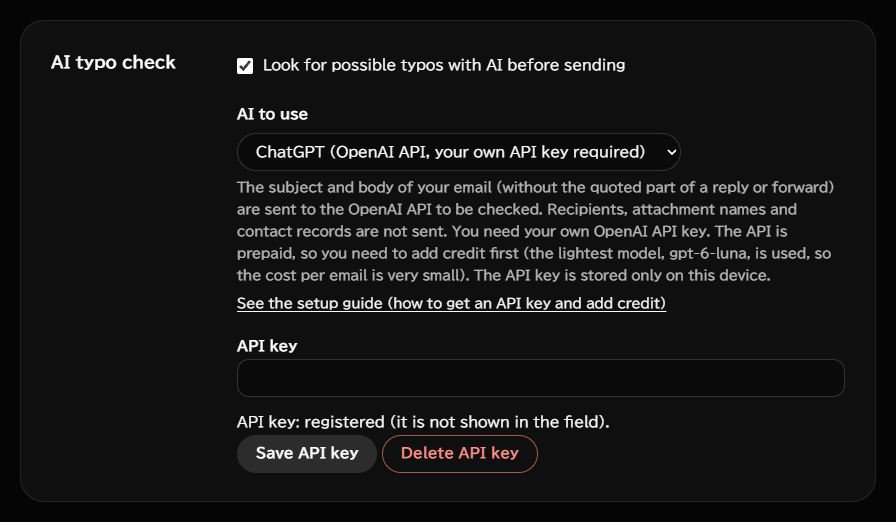 AI typo check
Look for possible typos with AI before sending
AI to use
ChatGPT (OpenAI API, your own API key required)
The subject and body of your email (without the quoted part of a reply or forward)
are sent to the OpenAI API to be checked. Recipients, attachment names and
contact records are not sent. You need your own OpenAI API key. The API is
prepaid, so you need to add credit first (the lightest model, gpt-6-luna, is used, so
the cost per email is very small). The API key is stored only on this device.
See the setup guide (how to get an API key and add credit)
API key
API key: registered (it is not shown in the field).
Save API key
Delete API key